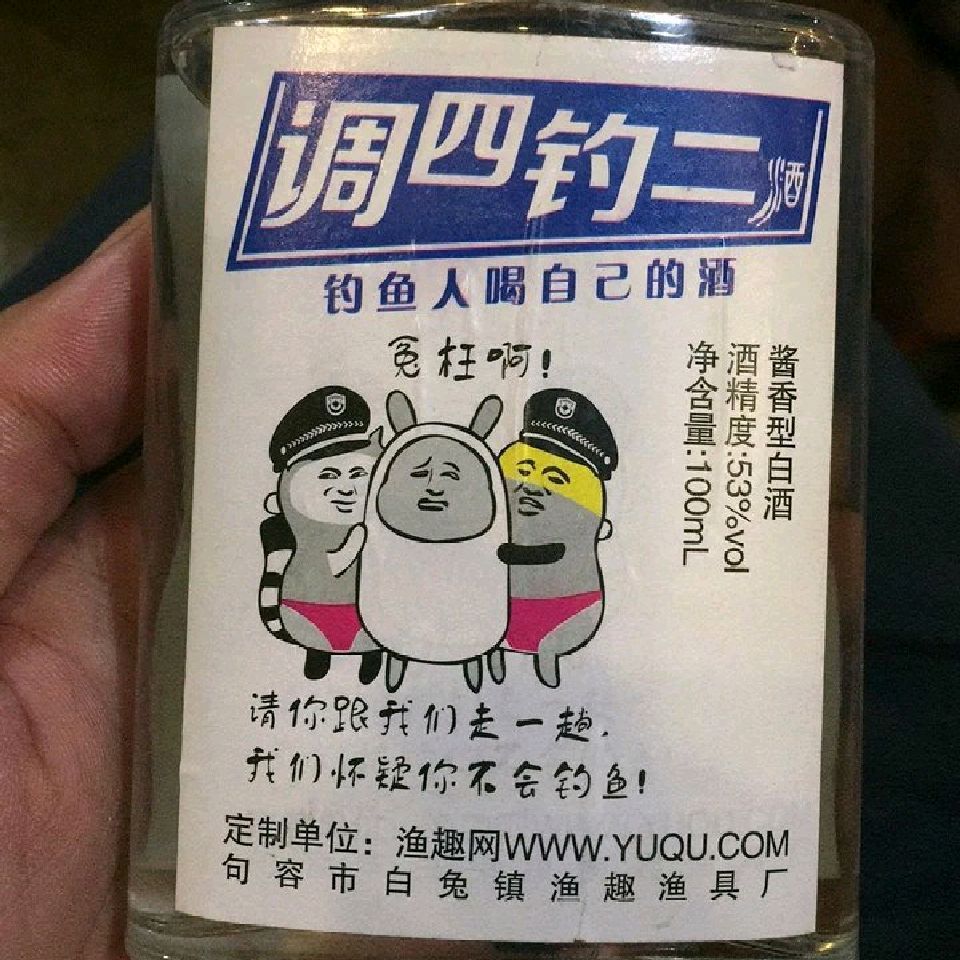 调四钓二酒
钓鱼人喝自己的酒
冤枉啊!
酱香型白酒
酒精度:53%vol
净含量:100mL
请你跟我们走一趟.
我们怀疑你不会钓鱼!
定制单位：渔趣网WWW.YUQU.COM
句容市白兔镇渔趣渔具厂